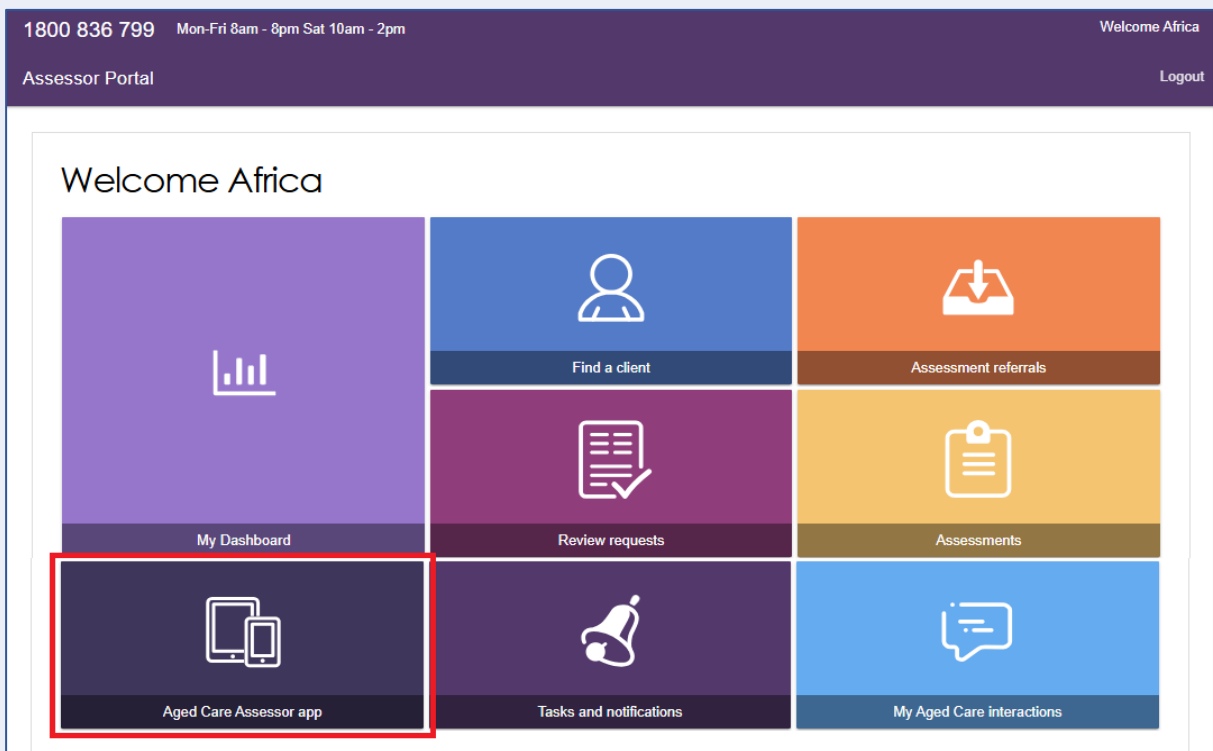 1800 836 799 Mon-Fri 8am - 8pm Sat 10am - 2pm Welcome Africa
Assessor Portal Logout
Welcome Africa
Find a client Assessment referrals
My Dashboard Review requests Assessments
Aged Care Assessor app Tasks and notifications My Aged Care interactions